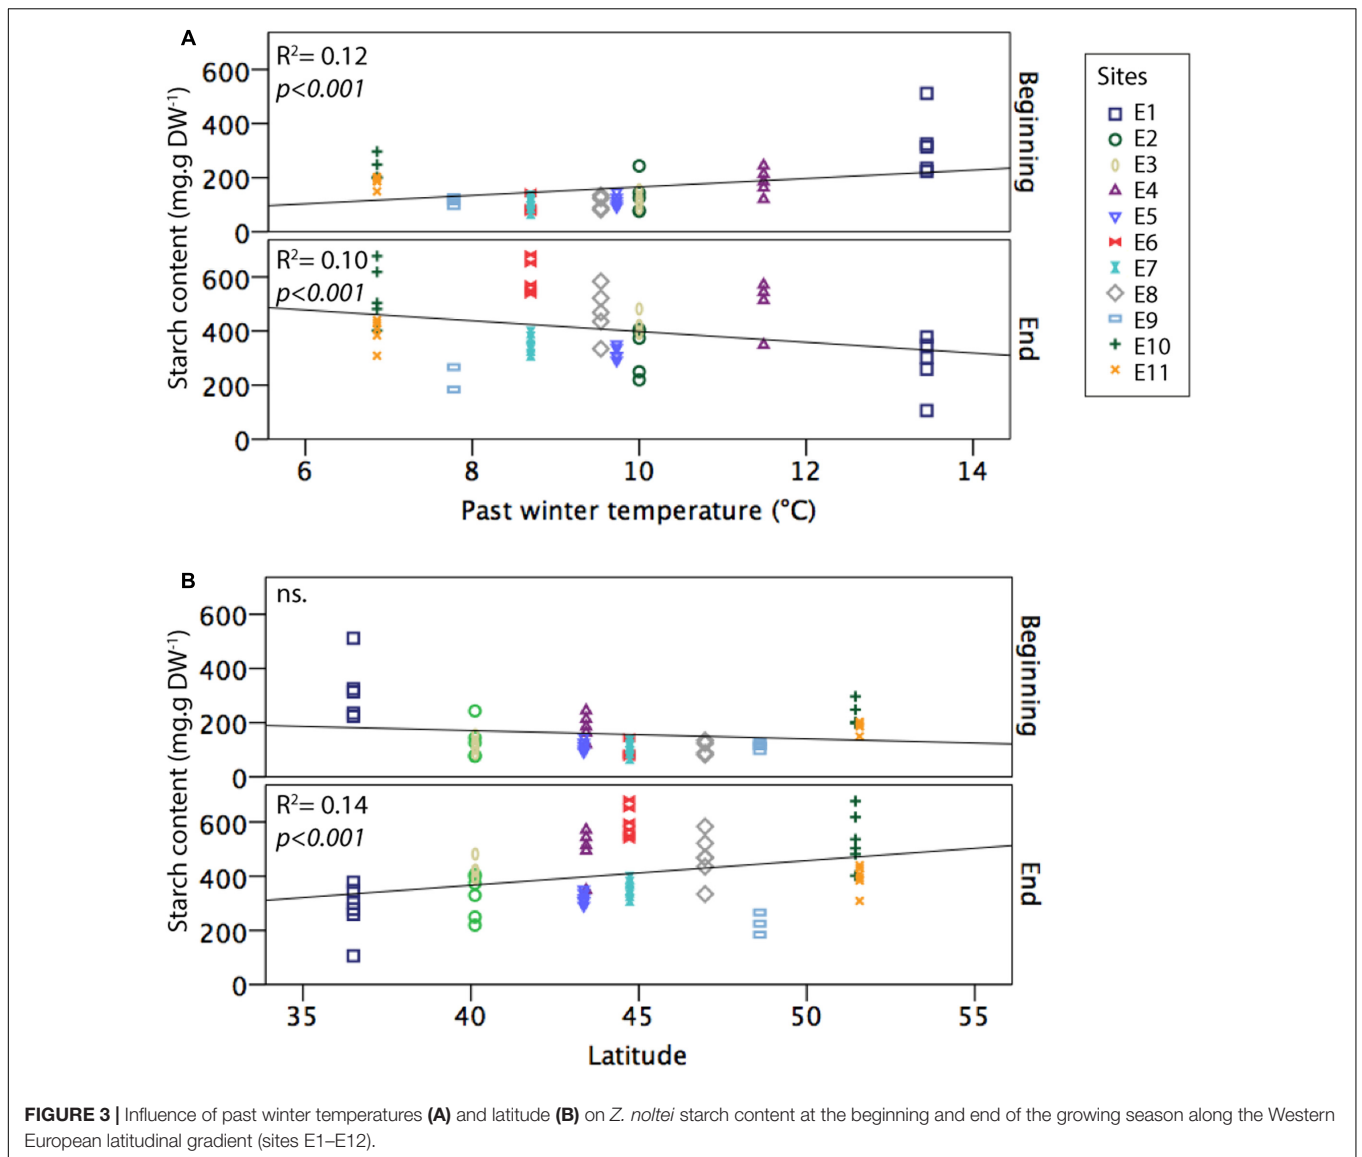 A
R²= 0.12
p<0.001
Beginning
600
400
200
0
R²= 0.10
p<0.001
End
600
400
200
0
Starch content (mg.g DW⁻¹)
6 8 10 12 14
Past winter temperature (°C)
Sites
E1
E2
E3
E4
E5
E6
E7
E8
E9
E10
E11
B
ns.
Beginning
600
400
200
0
R²= 0.14
p<0.001
End
600
400
200
0
Starch content (mg.g DW⁻¹)
35 40 45 50 55
Latitude
FIGURE 3 | Influence of past winter temperatures (A) and latitude (B) on Z. noltei starch content at the beginning and end of the growing season along the Western
European latitudinal gradient (sites E1–E12).